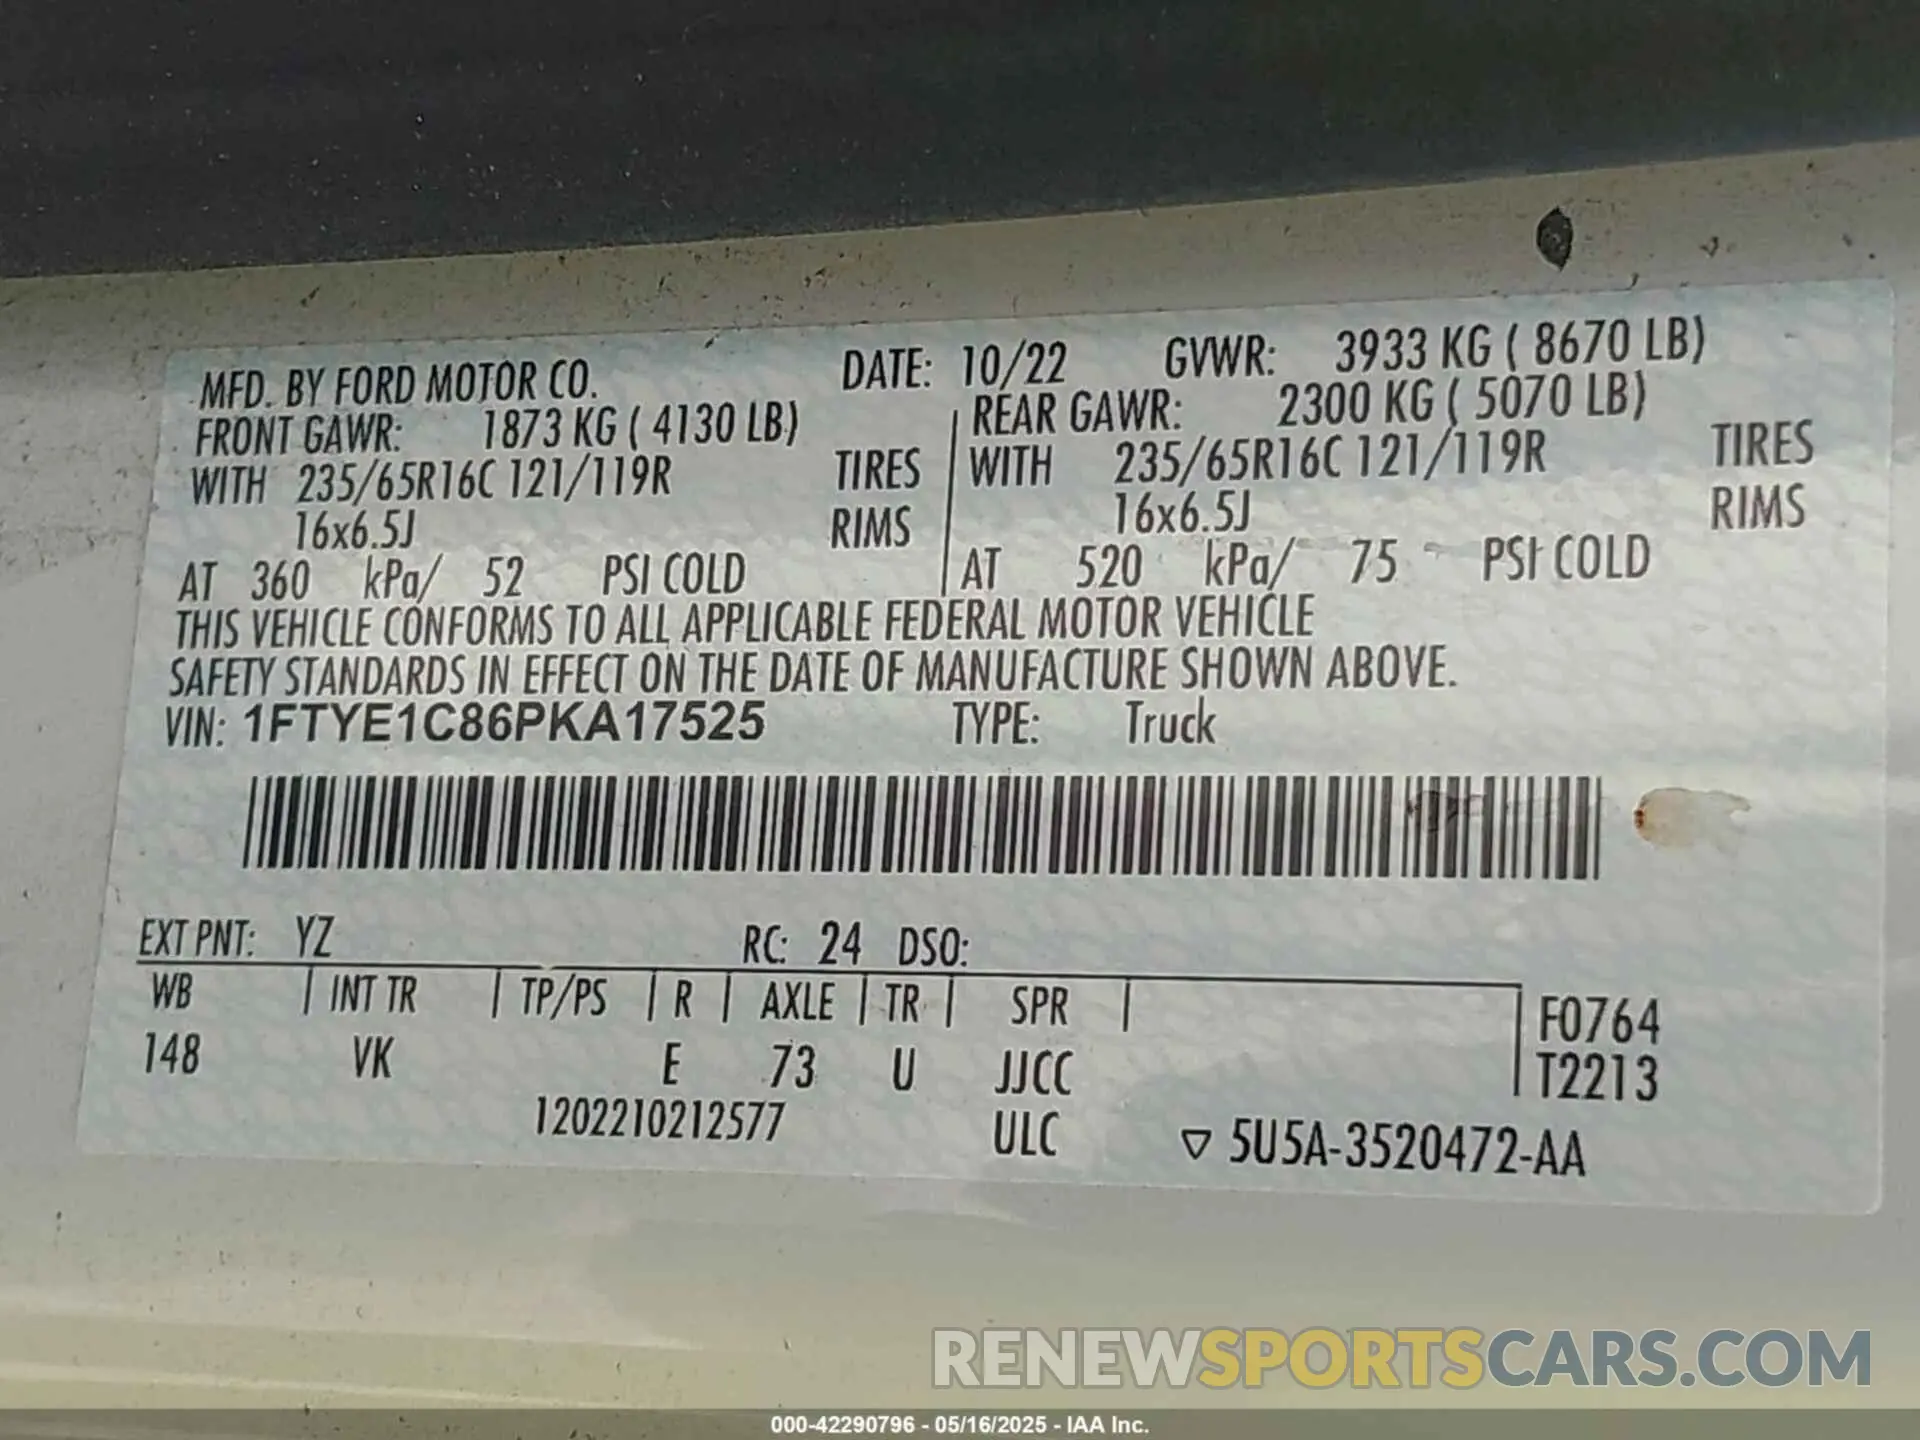 MFD. BY FORD MOTOR CO. DATE: 10/22 GVWR: 3933 KG ( 8670 LB)
FRONT GAWR: 1873 KG ( 4130 LB) REAR GAWR: 2300 KG ( 5070 LB)
WITH 235/65R16C 121/119R TIRES WITH 235/65R16C 121/119R TIRES
16x6.5J RIMS 16x6.5J RIMS
AT 360 kPa/ 52 PSI COLD AT 520 kPa/ 75 PSI COLD
THIS VEHICLE CONFORMS TO ALL APPLICABLE FEDERAL MOTOR VEHICLE
SAFETY STANDARDS IN EFFECT ON THE DATE OF MANUFACTURE SHOWN ABOVE.
VIN: 1FTYE1C86PKA17525 TYPE: Truck
EXT PNT: YZ RC: 24 DSO:
WB INT TR TP/PS R AXLE TR SPR F0764
148 VK E 73 U JJCC T2213
1202210212577 ULC ▽ 5U5A-3520472-AA
RENEWSPORTSCARS.COM
000-42290796 - 05/16/2025 - IAA Inc.